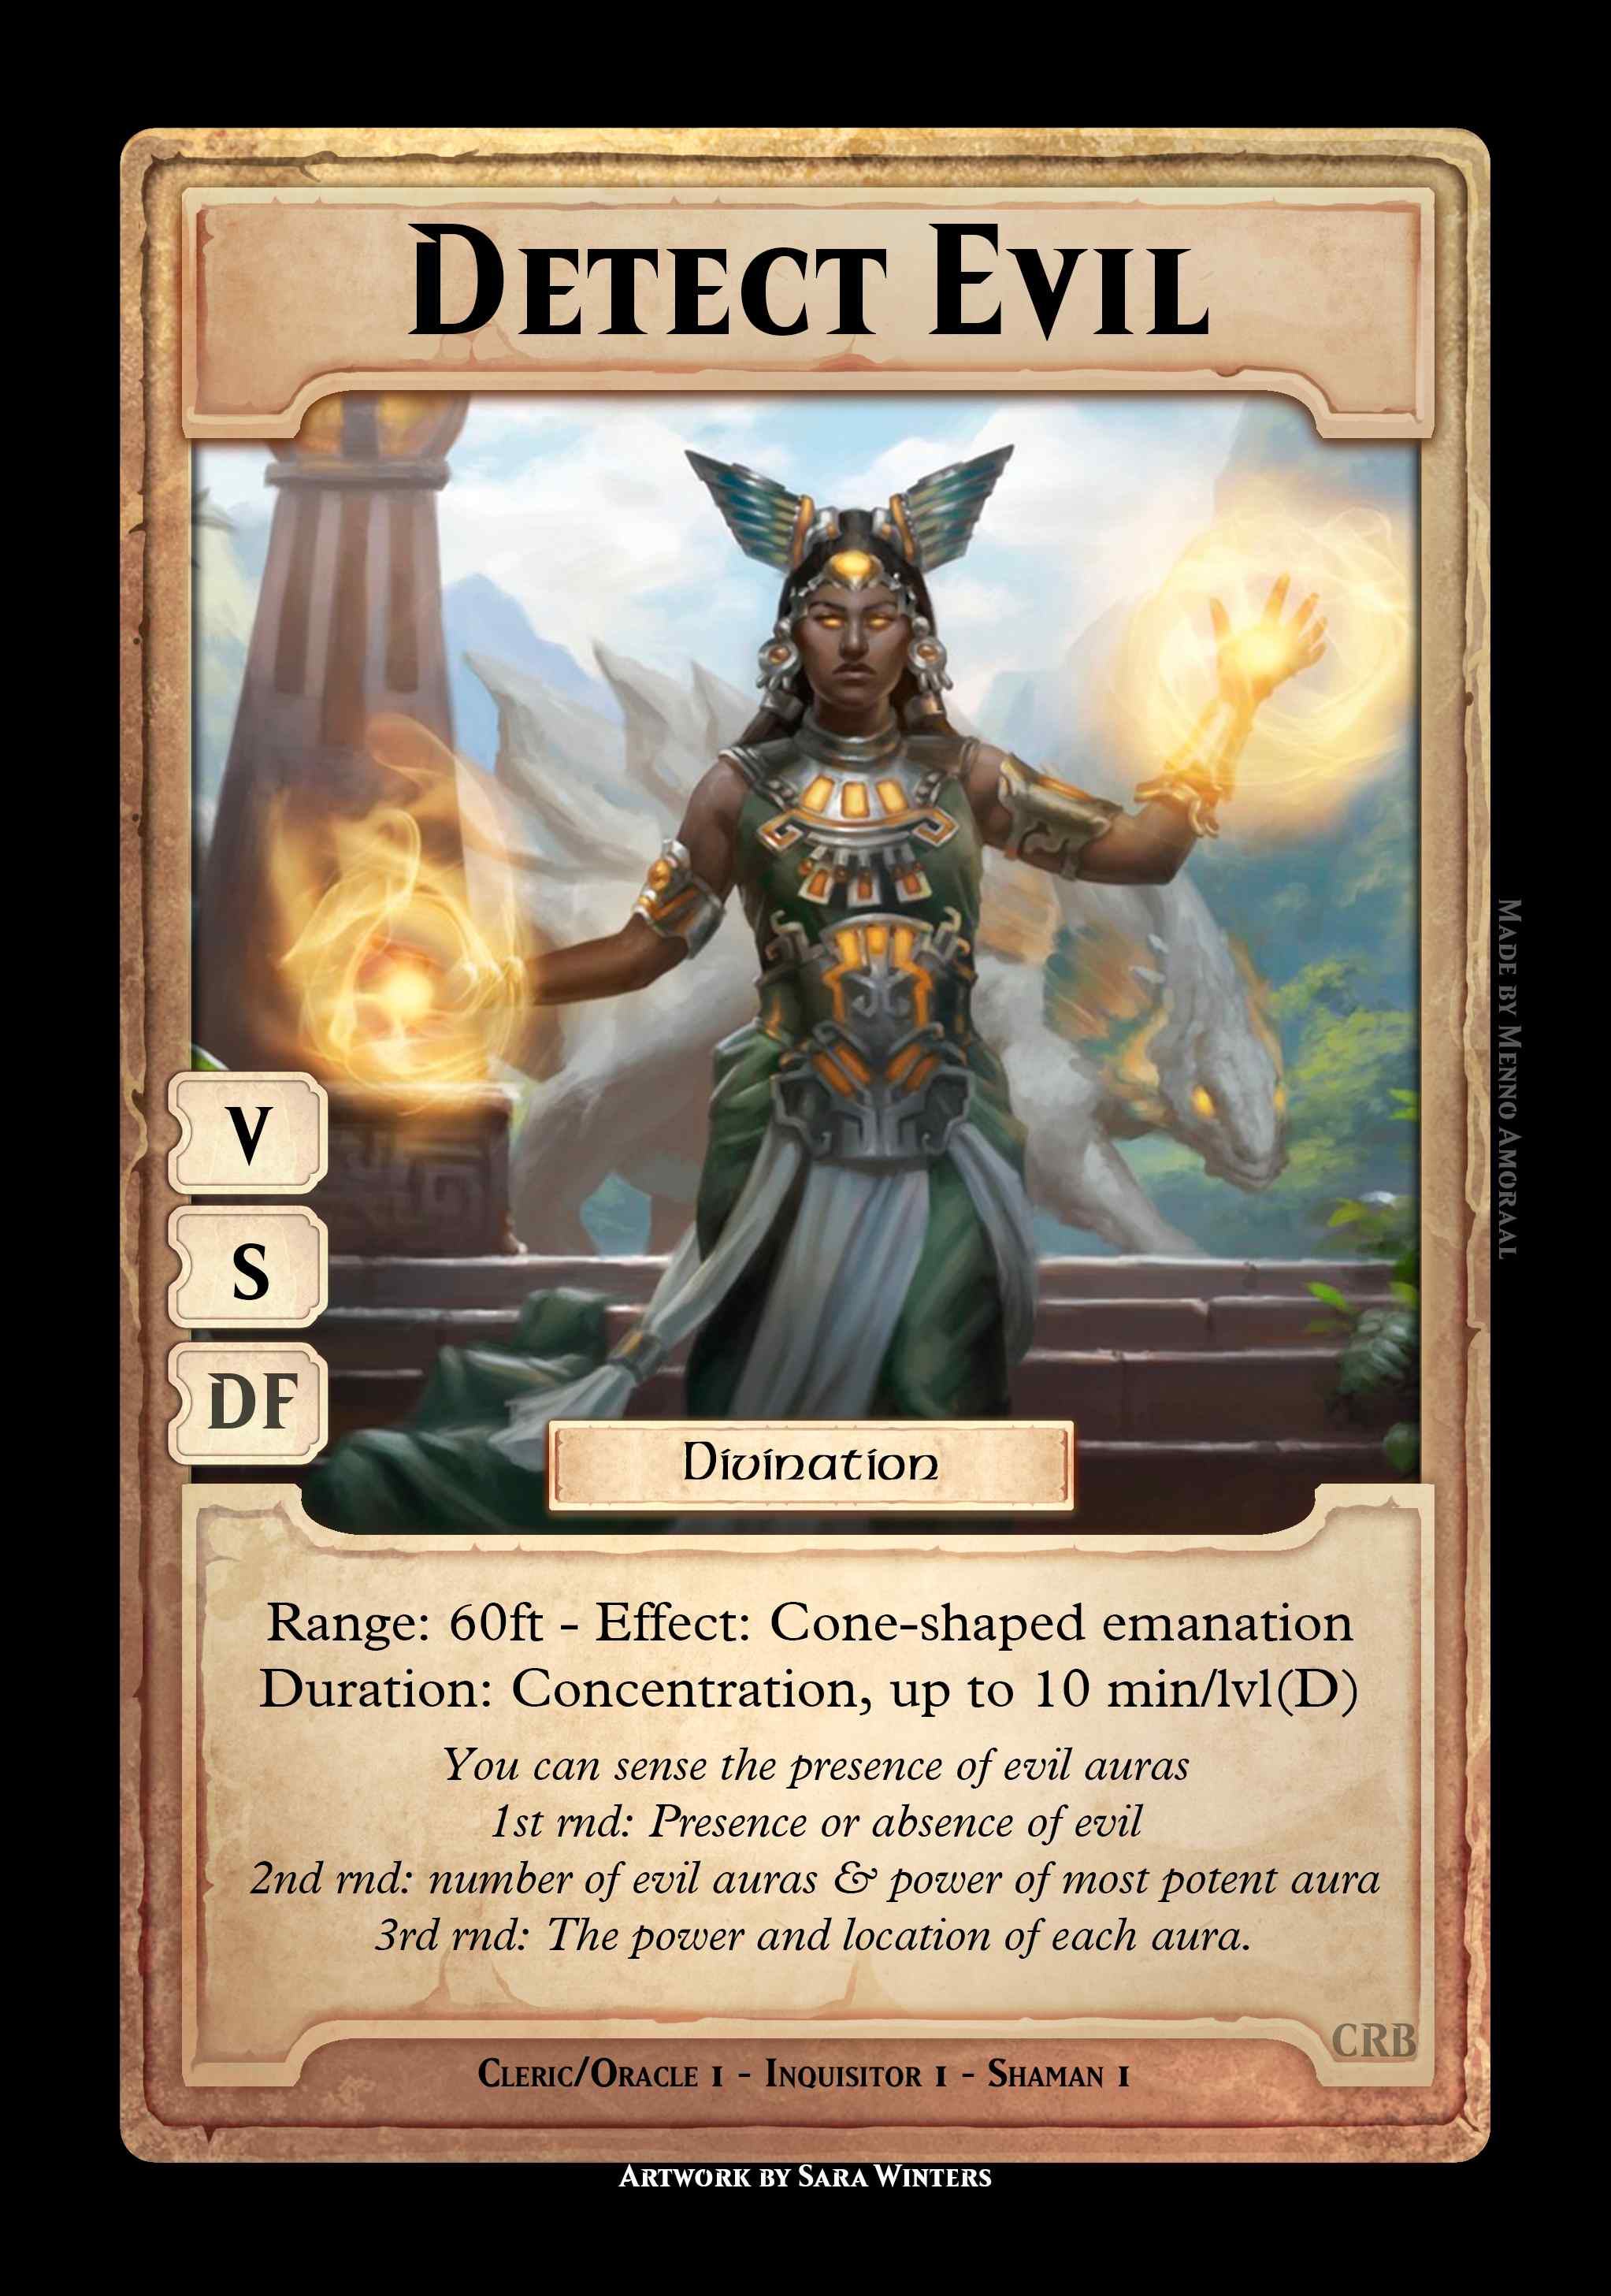 Detect Evil
V
S
DF
Divination
Range: 60ft - Effect: Cone-shaped emanation
Duration: Concentration, up to 10 min/lvl(D)
You can sense the presence of evil auras
1st rnd: Presence or absence of evil
2nd rnd: number of evil auras & power of most potent aura
3rd rnd: The power and location of each aura.
CRB
Cleric/Oracle 1 - Inquisitor 1 - Shaman 1
Artwork by Sara Winters
Made by Menno Amoraal